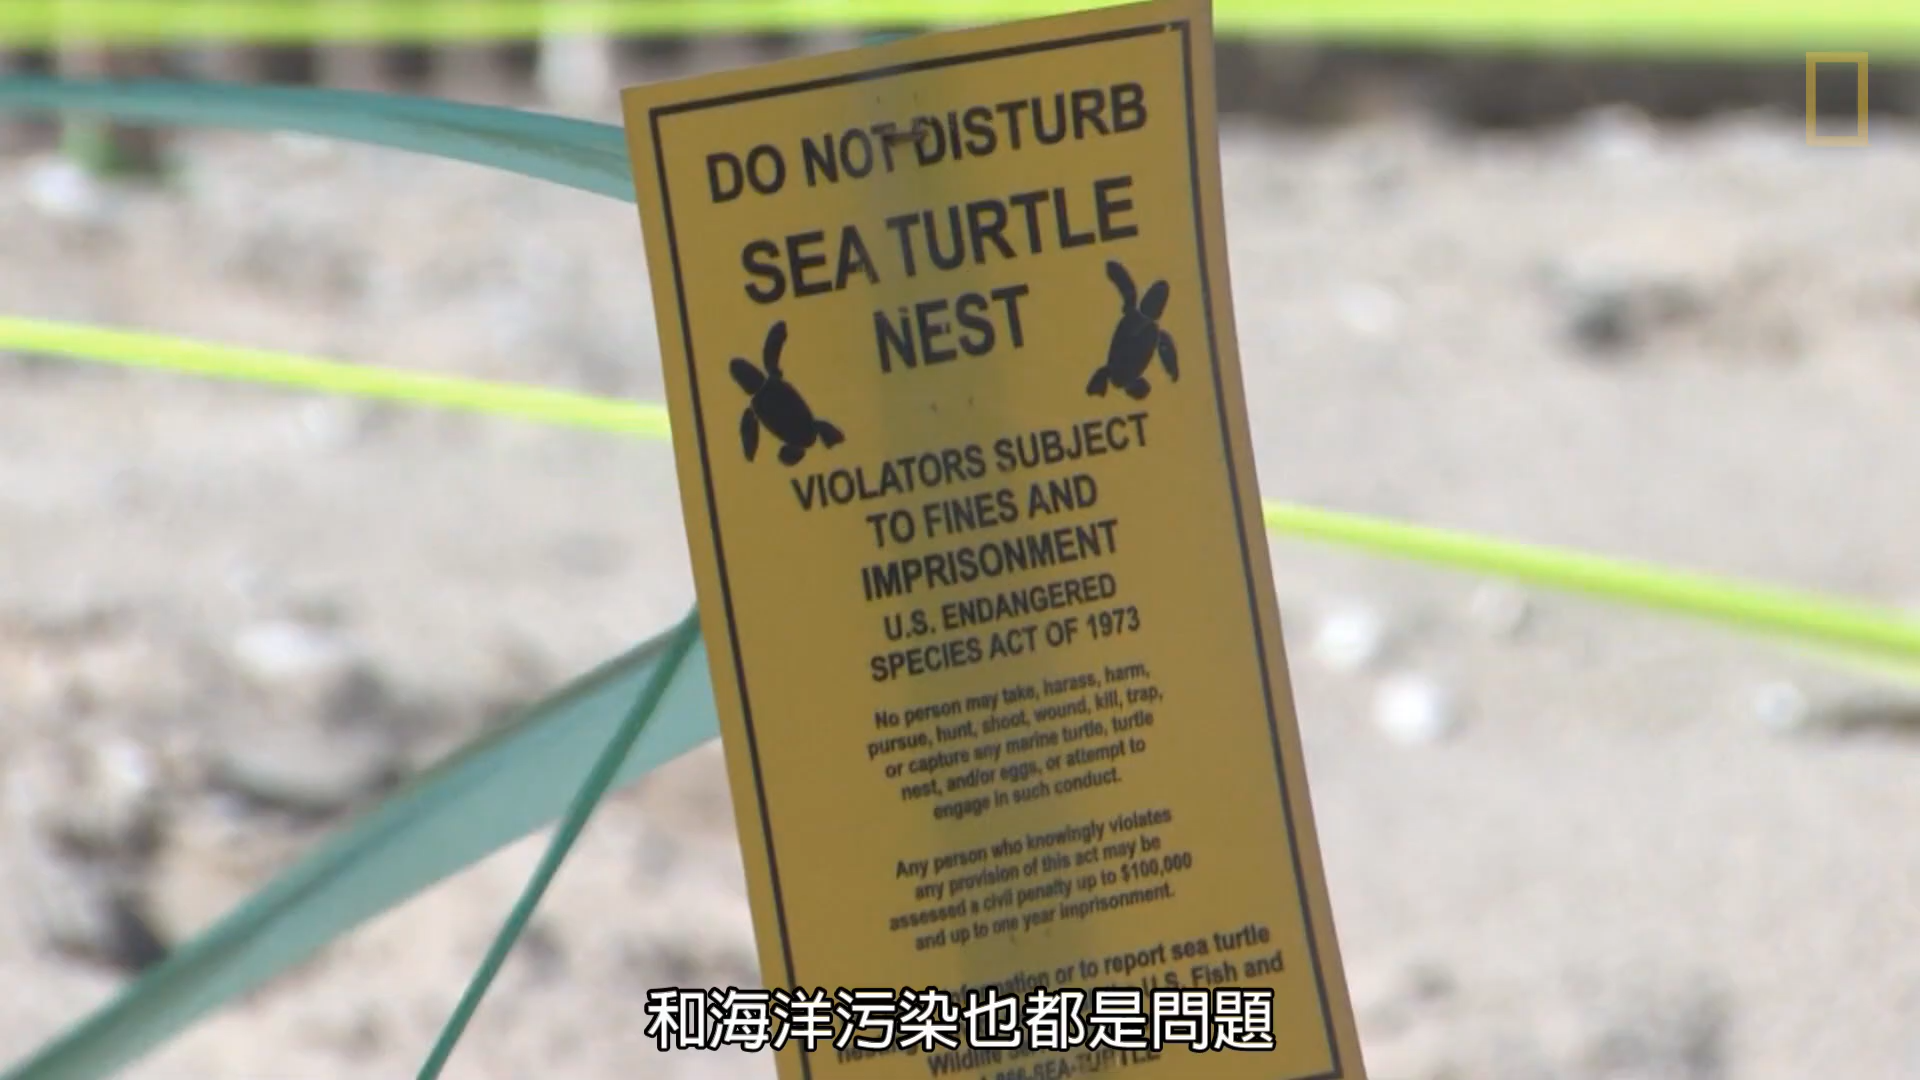 DO NOT DISTURB
SEA TURTLE
NEST
VIOLATORS SUBJECT
TO FINES AND
IMPRISONMENT
U.S. ENDANGERED
SPECIES ACT OF 1973
No person may take, harass, harm,
pursue, hunt, shoot, wound, kill, trap,
or capture any marine turtle, turtle
nest, and/or eggs, or attempt to
engage in such conduct.
Any person who knowingly violates
any provision of this act may be
assessed a civil penalty up to $100,000
and up to one year imprisonment.
or to report sea turtle
U.S. Fish and
Wildlife
和海洋污染也都是問題